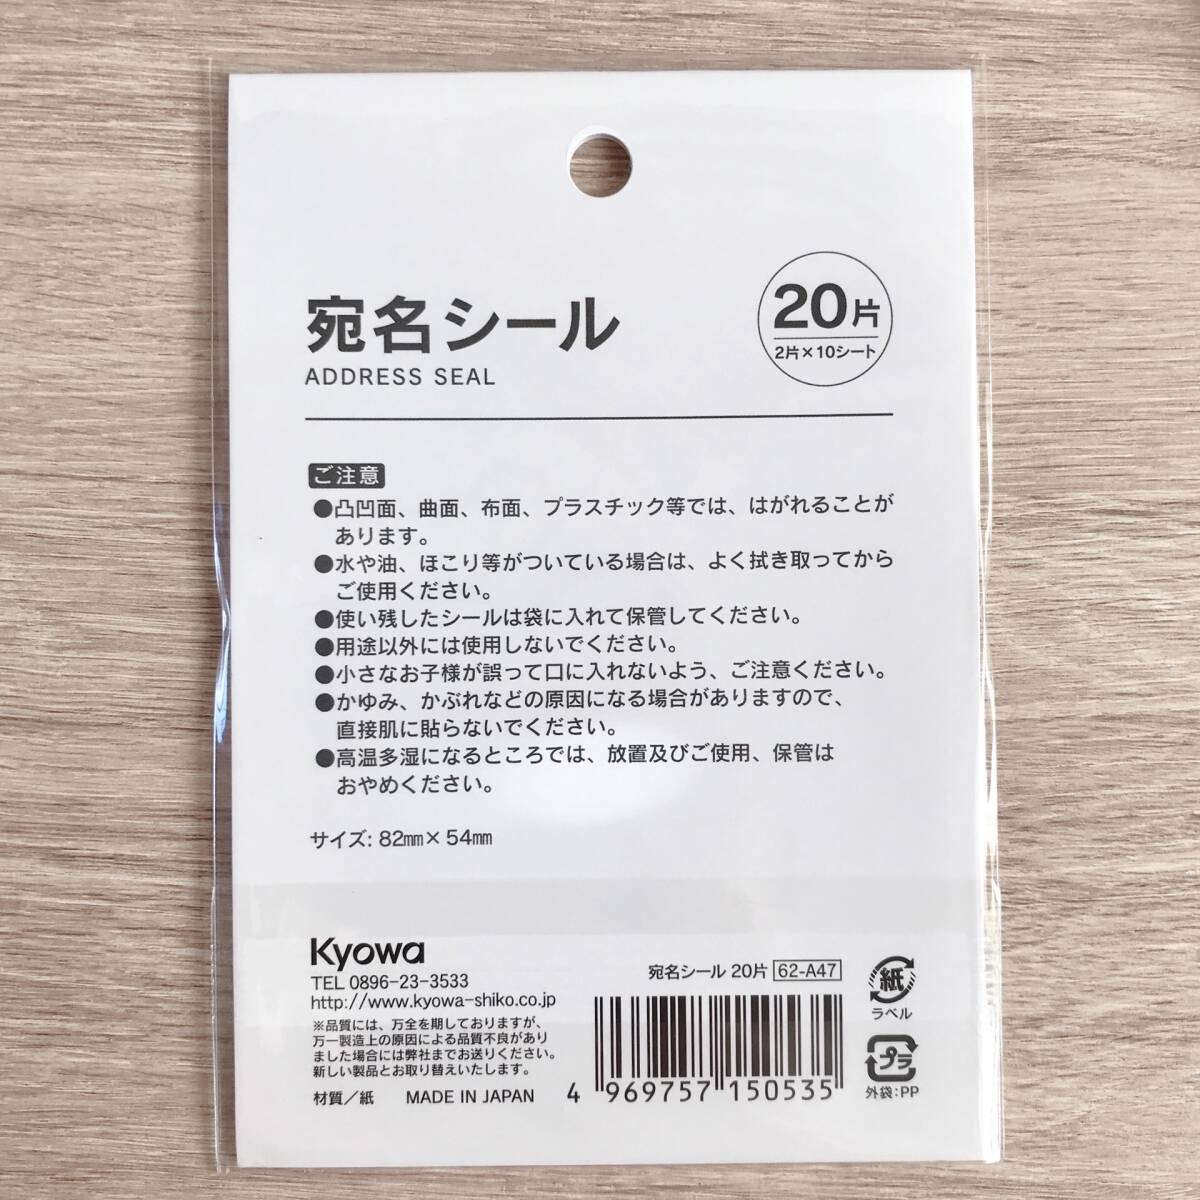 宛名シール
ADDRESS SEAL
20片
2片×10シート
ご注意
●凸凹面、曲面、布面、プラスチック等では、はがれることが
あります。
●水や油、ほこり等がついている場合は、よく拭き取ってから
ご使用ください。
●使い残したシールは袋に入れて保管してください。
●用途以外には使用しないでください。
●小さなお子様が誤って口に入れないよう、ご注意ください。
●かゆみ、かぶれなどの原因になる場合がありますので、
直接肌に貼らないでください。
●高温多湿になるところでは、放置及びご使用、保管は
おやめください。
サイズ: 82㎜×54㎜
Kyowa
TEL 0896-23-3533
http://www.kyowa-shiko.co.jp
※品質には、万全を期しておりますが、
万一製造上の原因による品質不良があり
ました場合には弊社までお送りください。
新しい製品とお取り替えいたします。
材質/紙 MADE IN JAPAN
宛名シール 20片 62-A47
4 969757 150535
紙
ラベル
プラ
外袋:PP